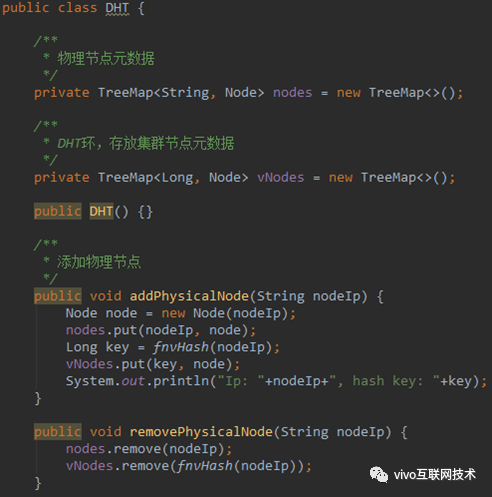 public class DHT {
/**
* 物理节点元数据
*/
private TreeMap<String, Node> nodes = new TreeMap<>();
/**
* DHT环，存放集群节点元数据
*/
private TreeMap<Long, Node> vNodes = new TreeMap<>();
public DHT() {}
/**
* 添加物理节点
*/
public void addPhysicalNode(String nodeIp) {
Node node = new Node(nodeIp);
nodes.put(nodeIp, node);
Long key = fnvHash(nodeIp);
vNodes.put(key, node);
System.out.println("Ip: "+nodeIp+", hash key: "+key);
}
public void removePhysicalNode(String nodeIp) {
nodes.remove(nodeIp);
vNodes.remove(fnvHash(nodeIp));
}
vivo互联网技术